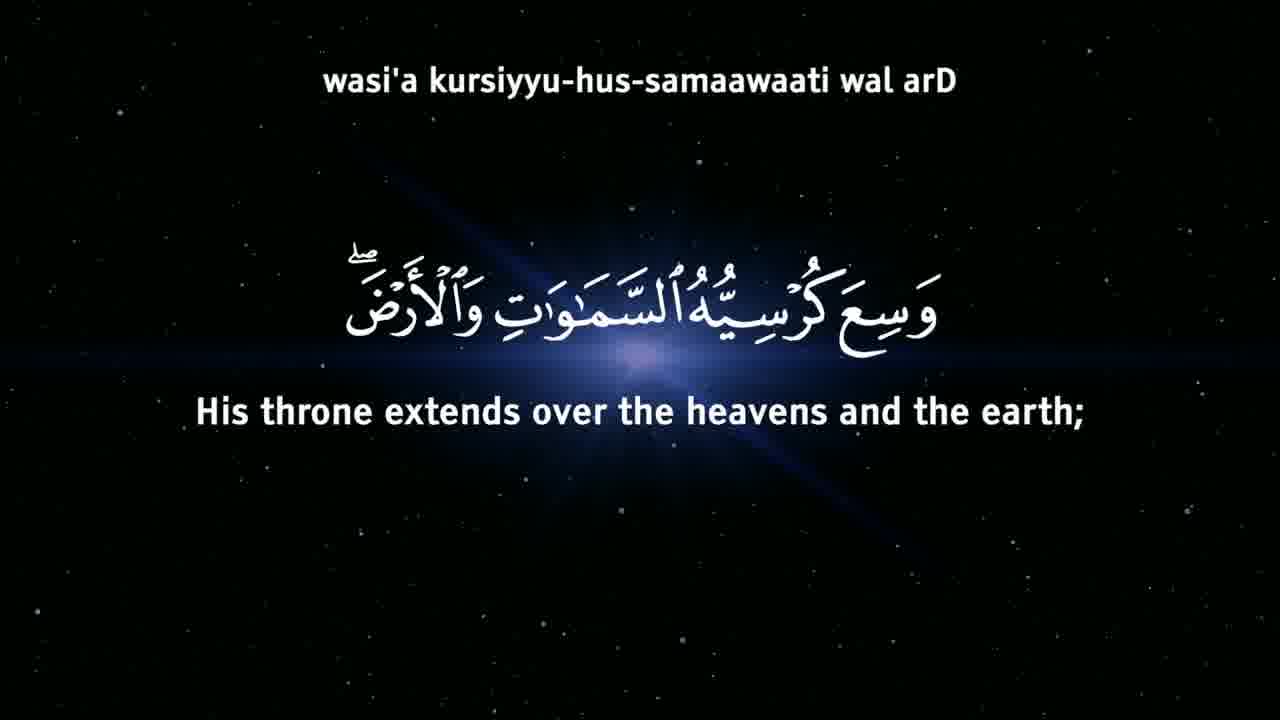 wasi'a kursiyyu-hus-samaawaati wal arD
وَسِعَ كُرْسِيُّهُ ٱلسَّمَـٰوَٰتِ وَٱلْأَرْضَ ۖ
His throne extends over the heavens and the earth;